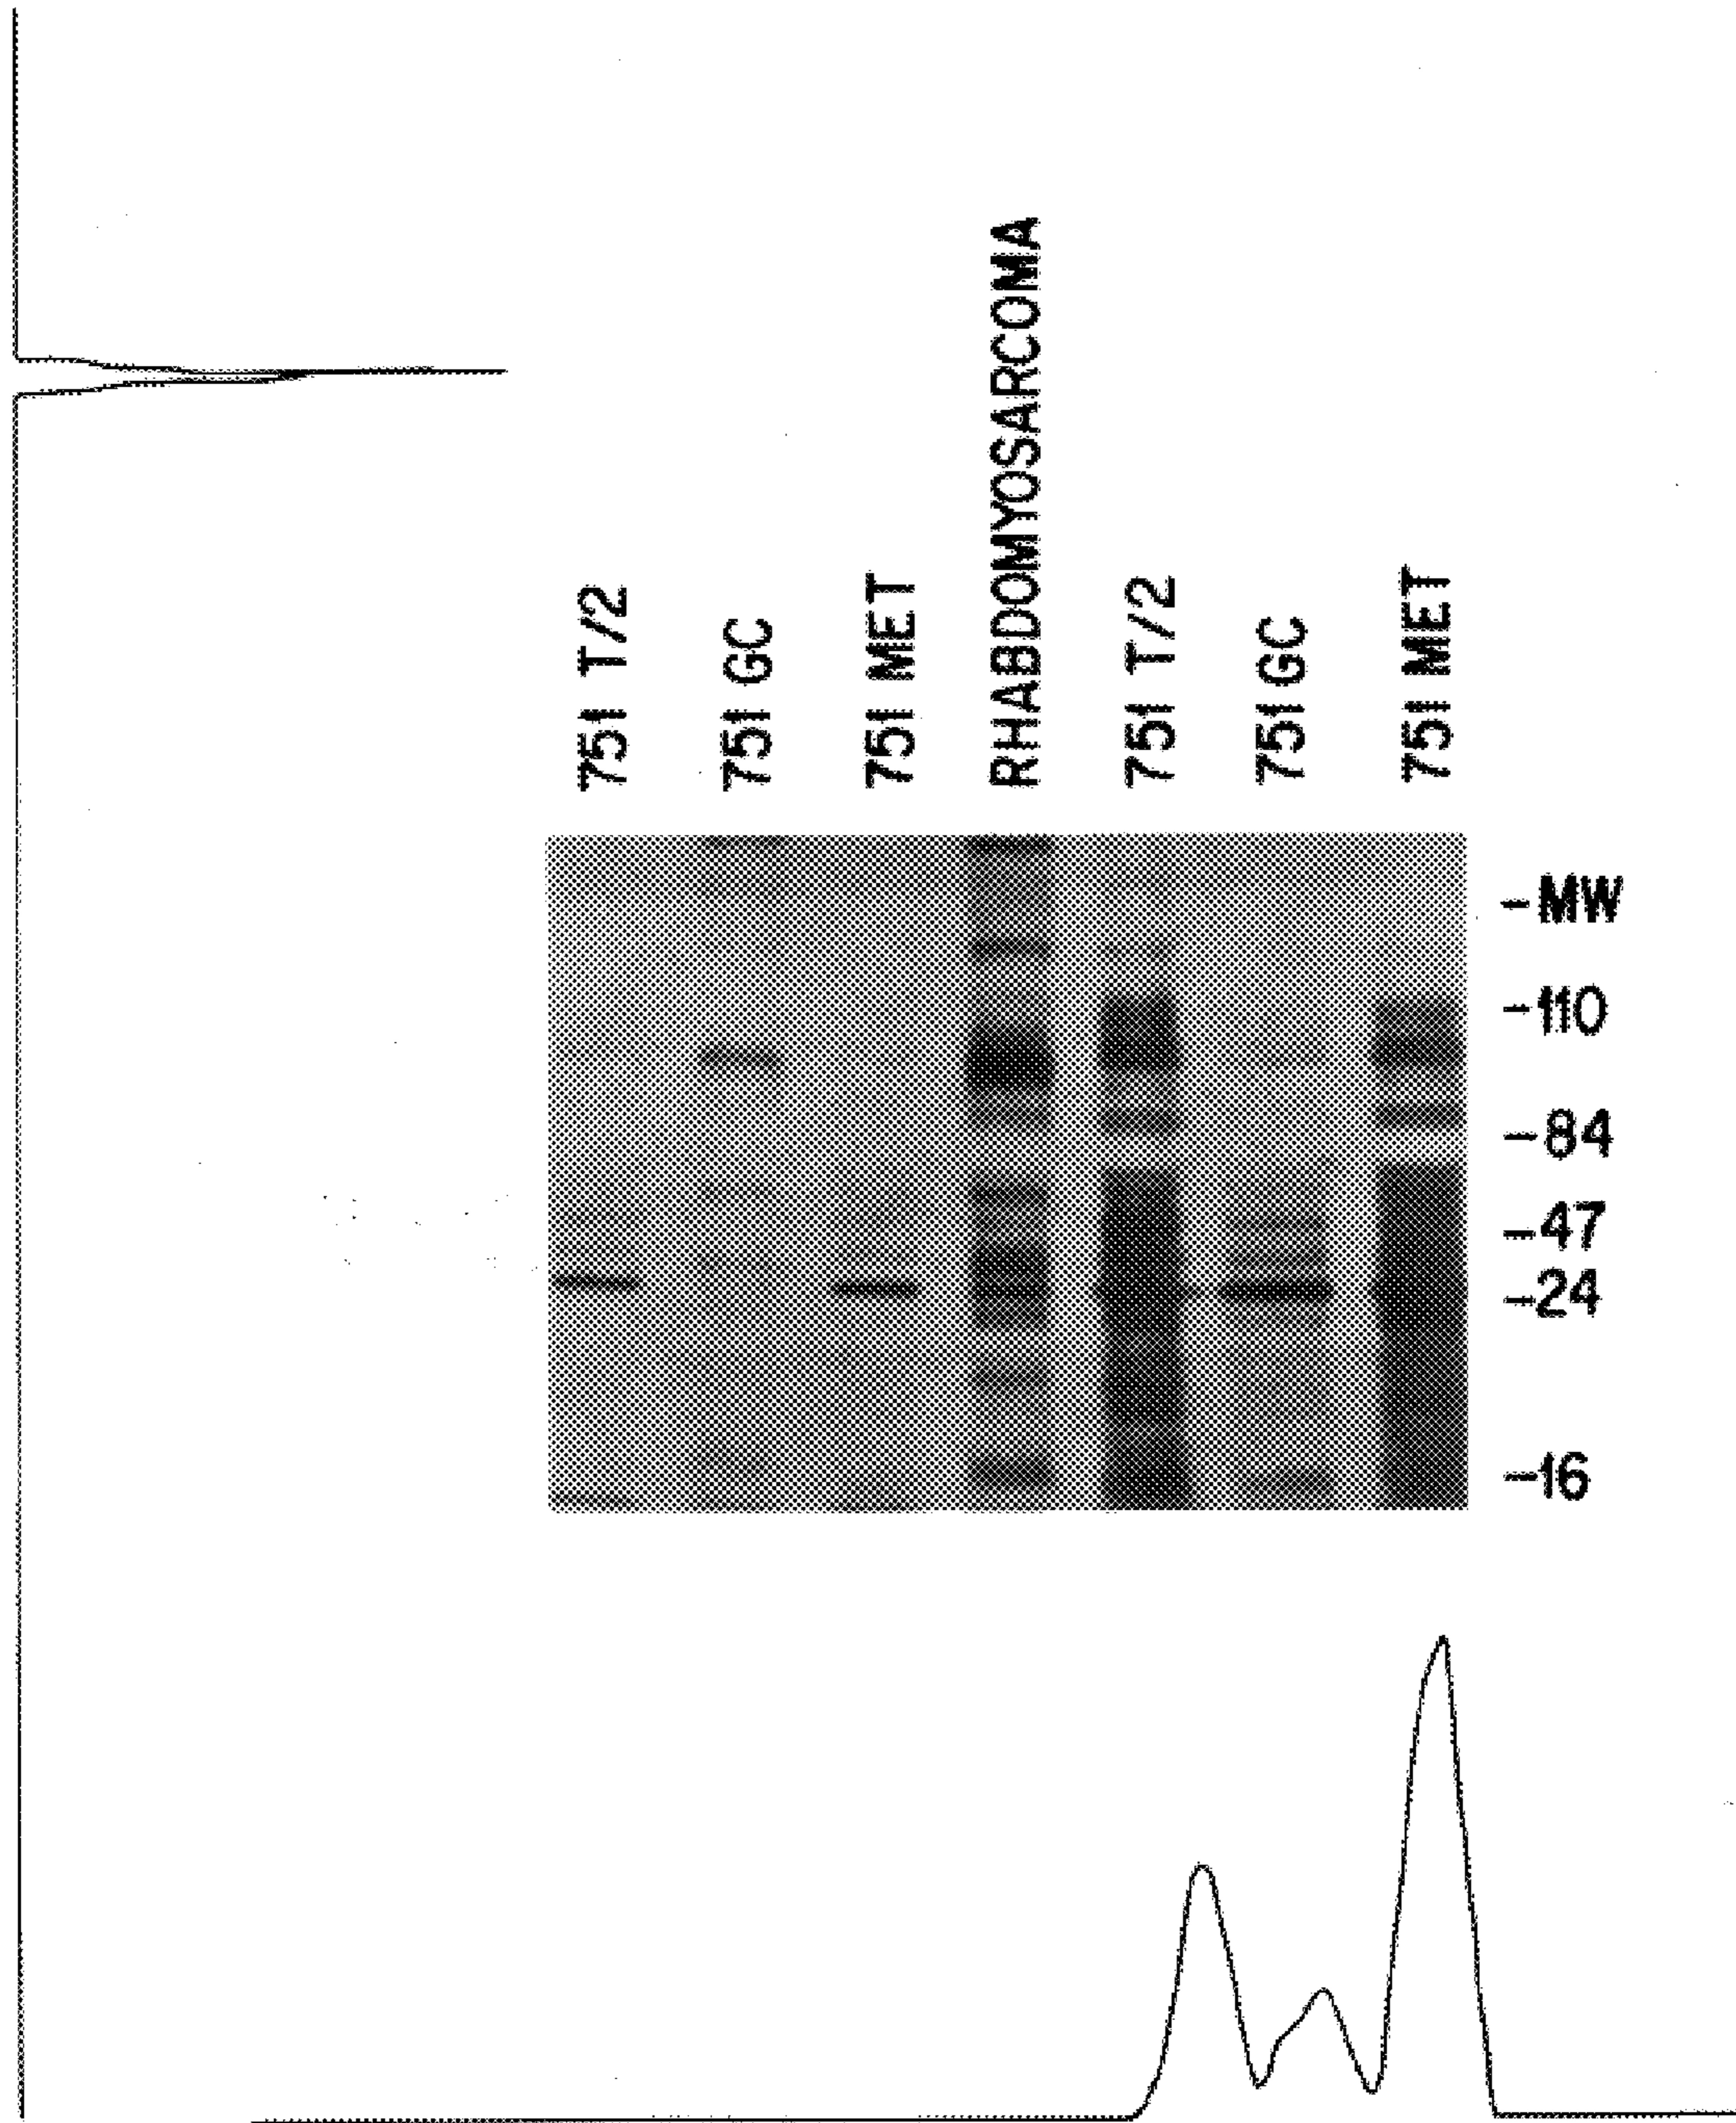 751 T/2
751 GC
751 MET
RHABDOMYOSARCOMA
751 T/2
751 GC
751 MET
-MW
-110
-84
-47
-24
-16